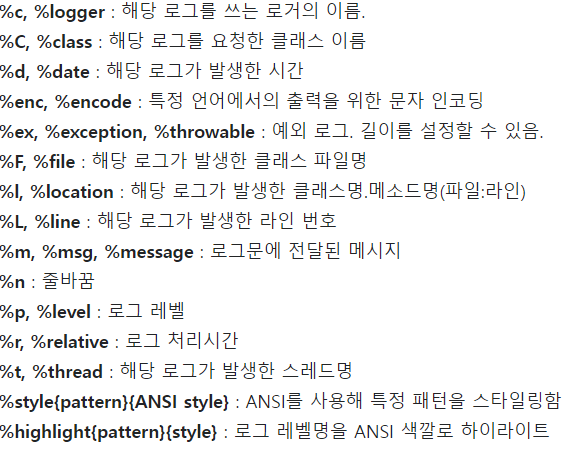 %c, %logger : 해당 로그를 쓰는 로거의 이름.
%C, %class : 해당 로그를 요청한 클래스 이름
%d, %date : 해당 로그가 발생한 시간
%enc, %encode : 특정 언어에서의 출력을 위한 문자 인코딩
%ex, %exception, %throwable : 예외 로그. 길이를 설정할 수 있음.
%F, %file : 해당 로그가 발생한 클래스 파일명
%l, %location : 해당 로그가 발생한 클래스명.메소드명(파일:라인)
%L, %line : 해당 로그가 발생한 라인 번호
%m, %msg, %message : 로그문에 전달된 메시지
%n : 줄바꿈
%p, %level : 로그 레벨
%r, %relative : 로그 처리시간
%t, %thread : 해당 로그가 발생한 스레드명
%style{pattern}{ANSI style} : ANSI를 사용해 특정 패턴을 스타일링함
%highlight{pattern}{style} : 로그 레벨명을 ANSI 색깔로 하이라이트